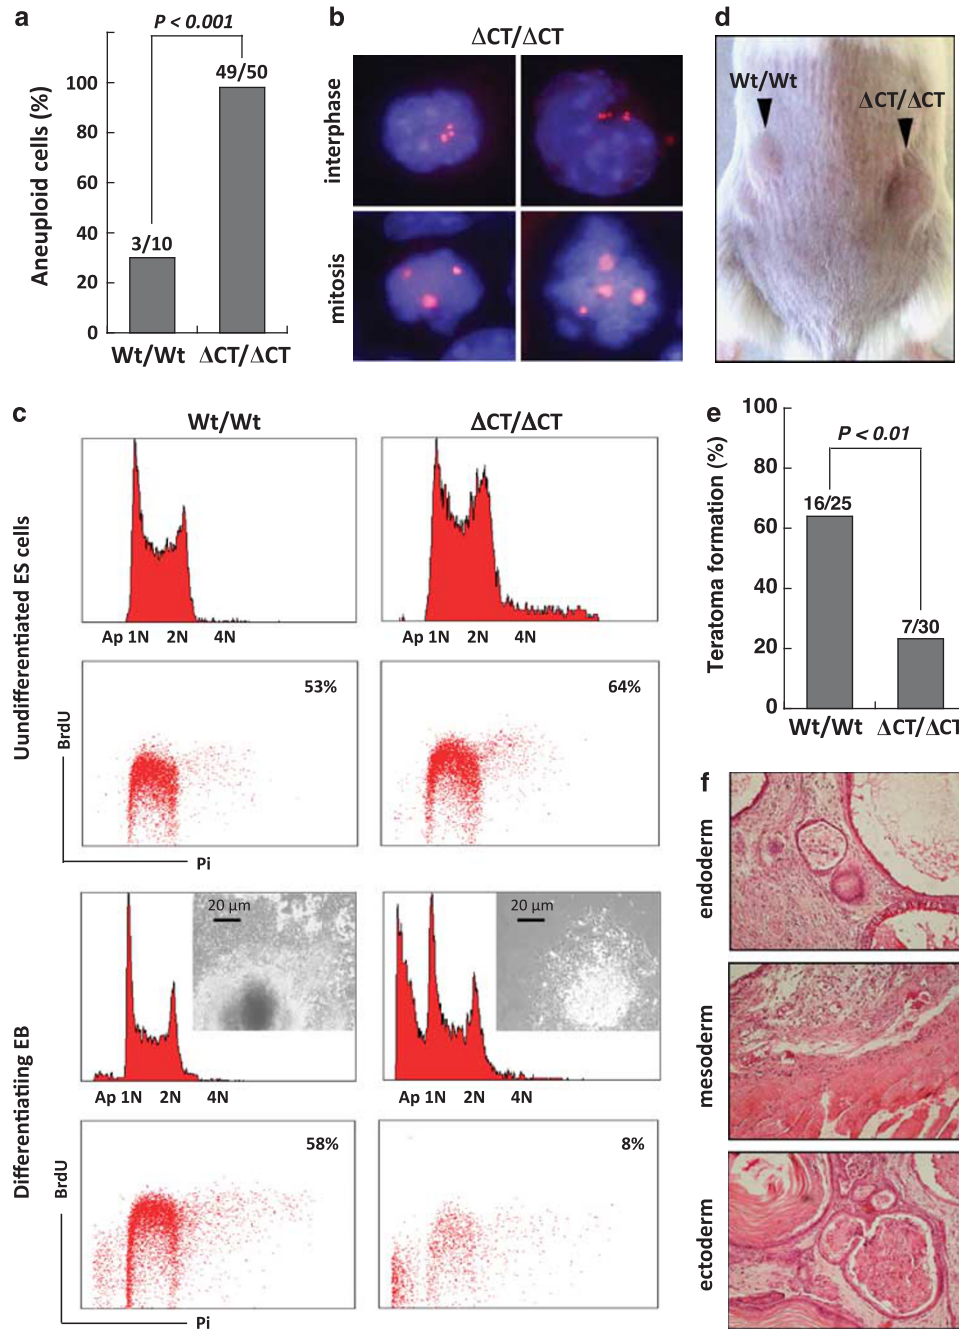 a
P < 0.001
49/50
3/10
Aneuploid cells (%)
100
80
60
40
20
0
Wt/Wt
ΔCT/ΔCT
b
ΔCT/ΔCT
interphase
mitosis
d
Wt/Wt
ΔCT/ΔCT
c
Wt/Wt
ΔCT/ΔCT
Uundifferentiated ES cells
Ap 1N 2N 4N
Ap 1N 2N 4N
53%
64%
BrdU
Pi
Differentiating EB
20 µm
20 µm
Ap 1N 2N 4N
Ap 1N 2N 4N
58%
8%
BrdU
Pi
e
P < 0.01
16/25
7/30
Teratoma formation (%)
100
80
60
40
20
0
Wt/Wt
ΔCT/ΔCT
f
endoderm
mesoderm
ectoderm